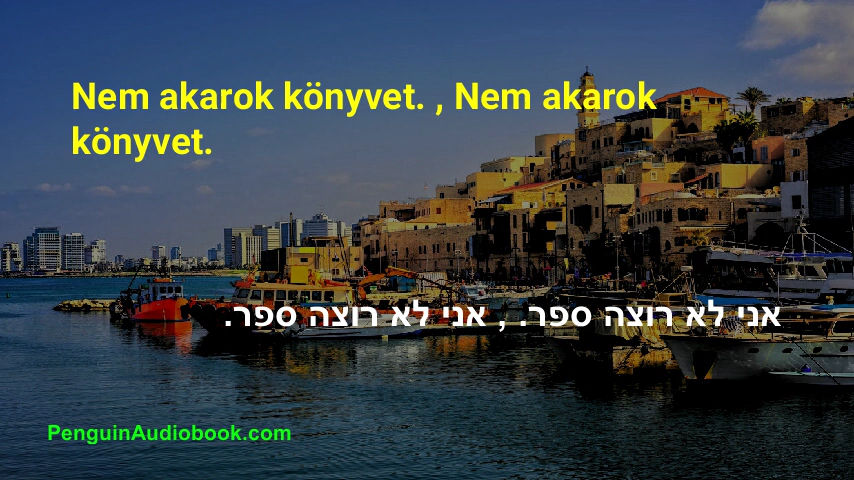 Nem akarok könyvet. , Nem akarok
könyvet.
אני לא רוצה ספר. , אני לא רוצה ספר.
PenguinAudiobook.com